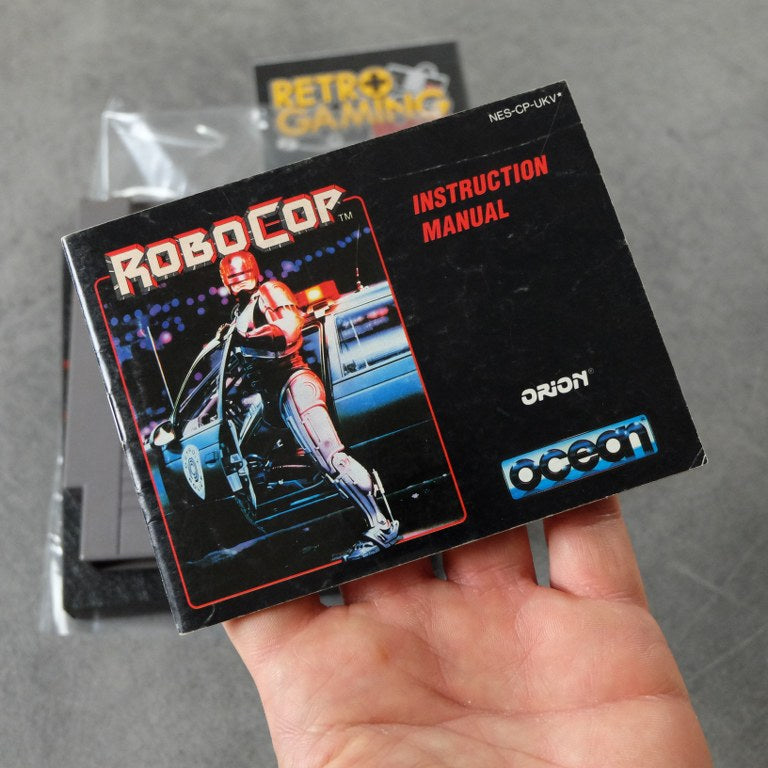 RETRO
GAMING
NES-CP-UKV*
INSTRUCTION
MANUAL
ROBOCOP™
ORION®
ocean